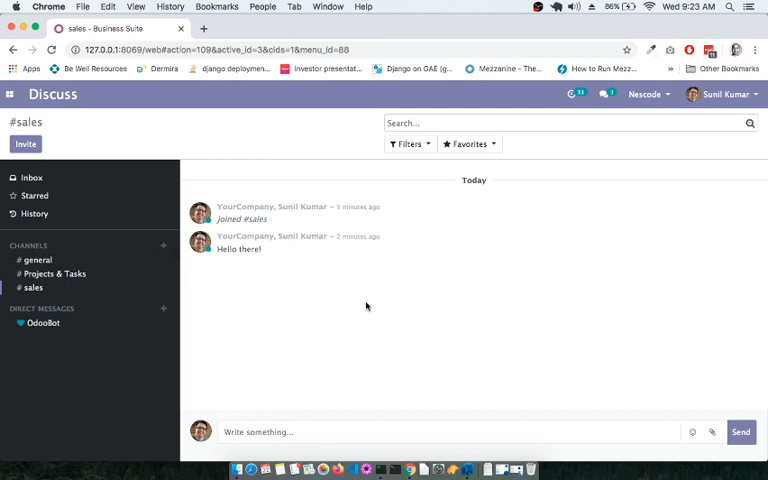 Chrome File Edit View History Bookmarks People Tab Window Help 86% Wed 9:23 AM
sales - Business Suite
127.0.0.1:8069/web#action=109&active_id=3&cids=1&menu_id=88
Apps Be Well Resources Dermira django deploymen... Investor presentat... Django on GAE (g... Mezzanine - The... How to Run Mezz... » Other Bookmarks
Discuss 33 1 Nescode Sunil Kumar
#sales Search...
Invite Filters Favorites
Inbox
Starred
History
CHANNELS
# general
# Projects & Tasks
# sales
DIRECT MESSAGES
OdooBot
Today
YourCompany, Sunil Kumar – 5 minutes ago
joined #sales
YourCompany, Sunil Kumar – 2 minutes ago
Hello there!
Write something... Send